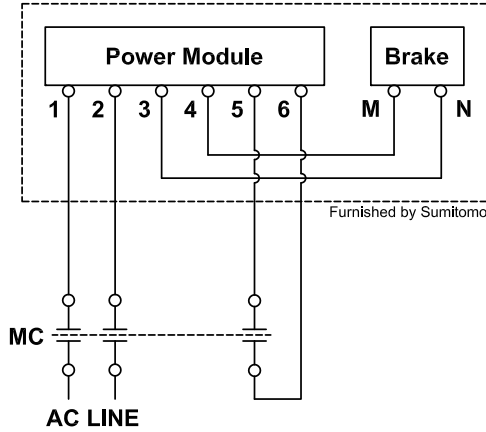 Power Module
Brake
1 2 3 4 5 6 M N
Furnished by Sumitomo
MC
AC LINE